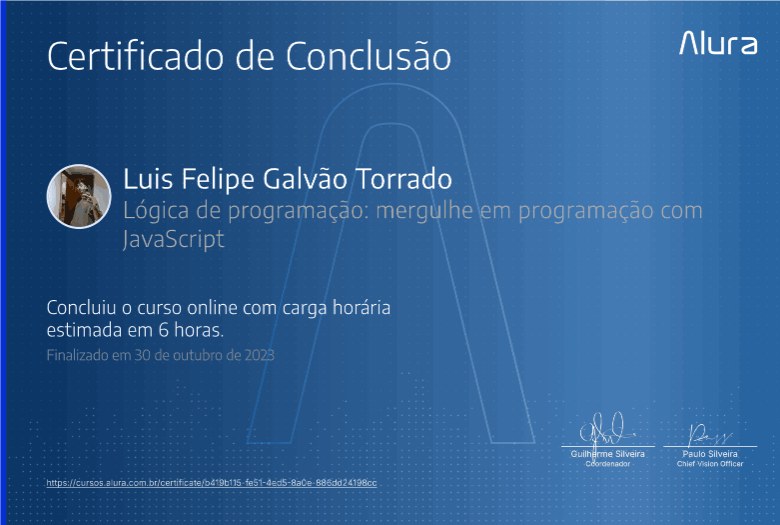 Certificado de Conclusão
Alura
Luis Felipe Galvão Torrado
Lógica de programação: mergulhe em programação com
JavaScript
Concluiu o curso online com carga horária
estimada em 6 horas.
Finalizado em 30 de outubro de 2023
Guilherme Silveira
Coordenador
Paulo Silveira
Chief Vision Officer
https://cursos.alura.com.br/certificate/b419b115-fe51-4ed5-8a0e-886dd24198cc